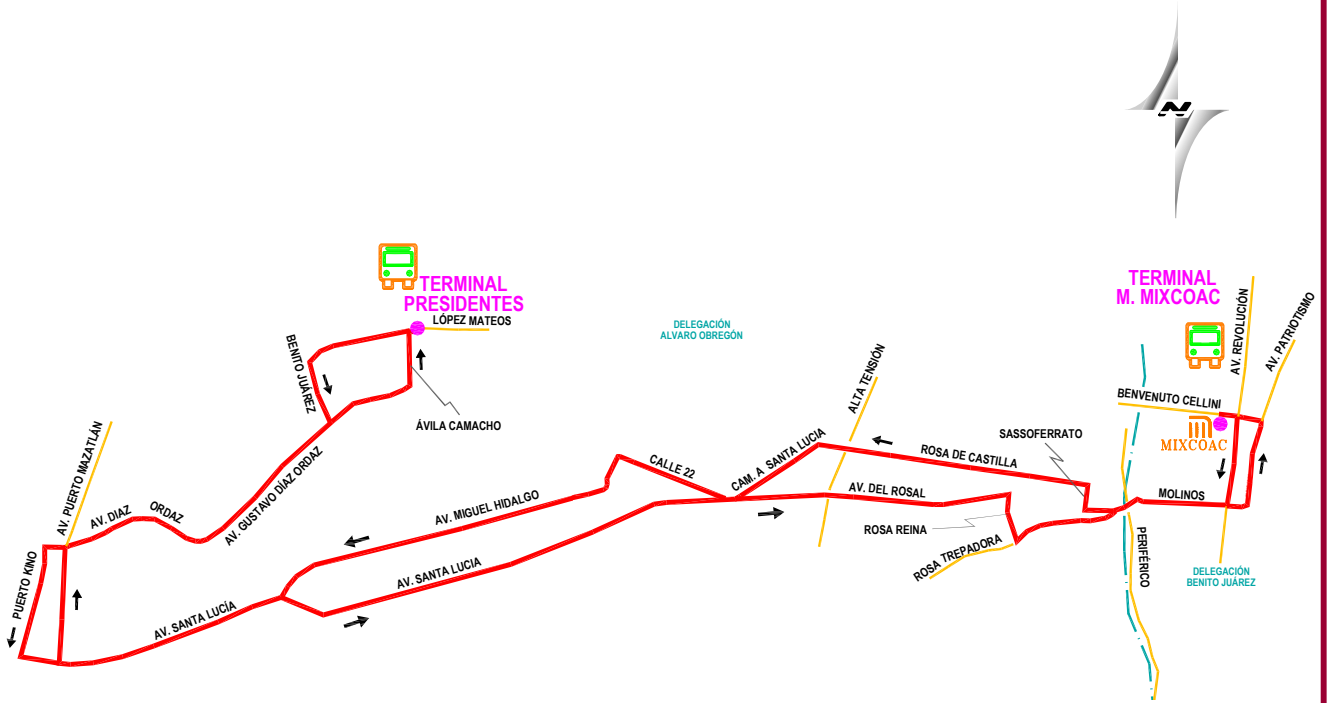 N
TERMINAL
PRESIDENTES
LÓPEZ MATEOS
BENITO JUÁREZ
ÁVILA CAMACHO
DELEGACIÓN
ALVARO OBREGÓN
TERMINAL
M. MIXCOAC
AV. REVOLUCIÓN
AV. PATRIOTISMO
BENVENUTO CELLINI
MIXCOAC
ALTA TENSIÓN
SASSOFERRATO
CAM. A SANTA LUCIA
ROSA DE CASTILLA
CALLE 22
AV. DEL ROSAL
MOLINOS
ROSA REINA
ROSA TREPADORA
PERIFÉRICO
DELEGACIÓN
BENITO JUÁREZ
AV. PUERTO MAZATLÁN
AV. DIAZ ORDAZ
AV. GUSTAVO DÍAZ ORDAZ
AV. MIGUEL HIDALGO
AV. SANTA LUCIA
PUERTO KINO
AV. SANTA LUCÍA